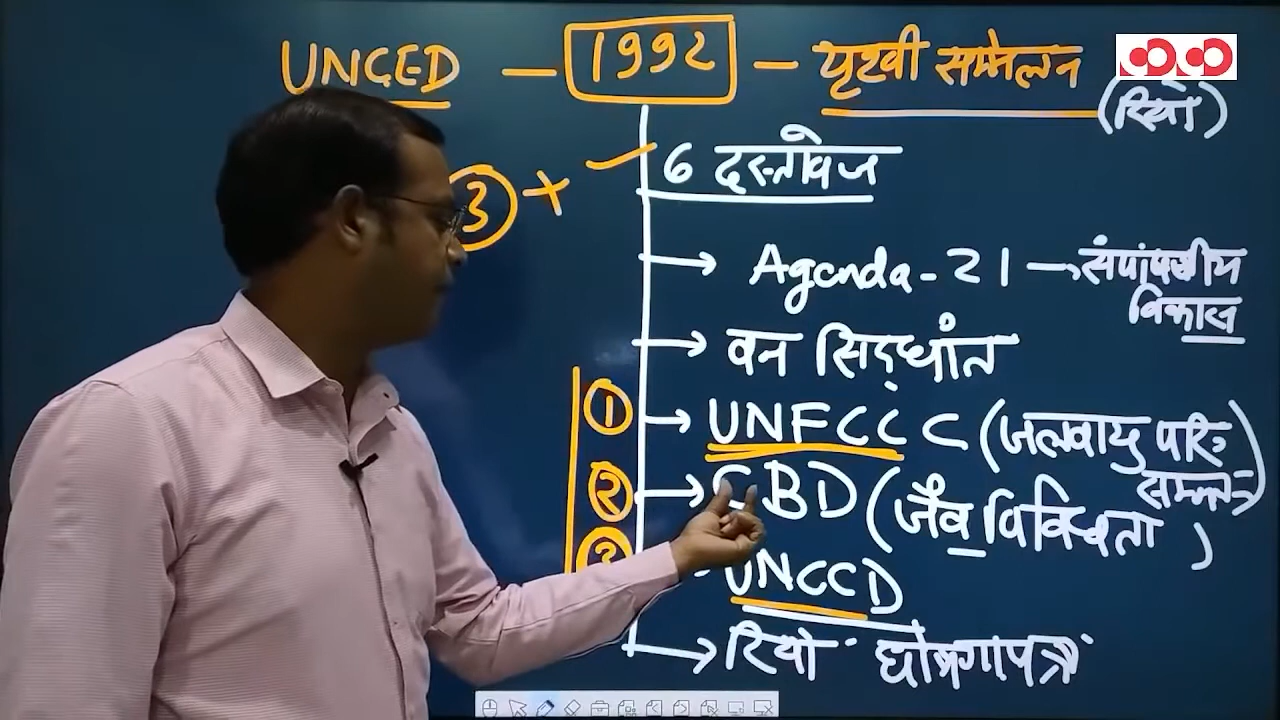 UNCED — 1992 — पृथ्वी सम्मेलन
(रियो)
3 + 6 दस्तावेज
Agenda-21 → संपोषणीय
विकास
वन सिद्धांत
1 → UNFCCC (जलवायु परि
सम्मे.)
2 → CBD (जैव विविधता)
3 UNCCD
→ रियो घोषणापत्र